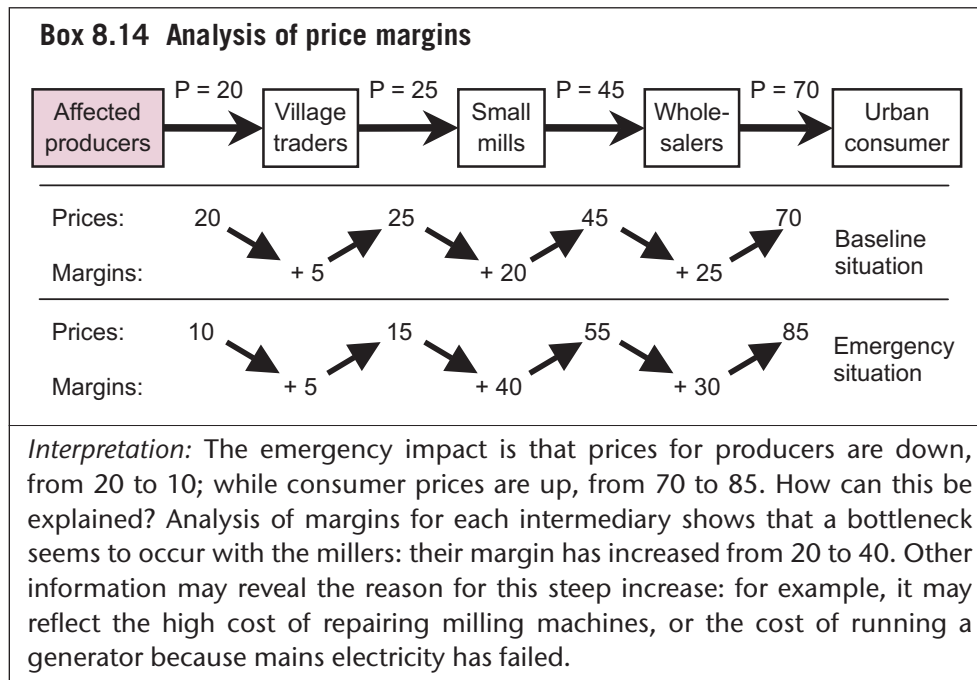 Box 8.14 Analysis of price margins
P = 20 P = 25 P = 45 P = 70
Affected
producers
Village
traders
Small
mills
Whole-
salers
Urban
consumer
Prices: 20 25 45 70
Margins: + 5 + 20 + 25
Baseline
situation
Prices: 10 15 55 85
Margins: + 5 + 40 + 30
Emergency
situation
Interpretation: The emergency impact is that prices for producers are down,
from 20 to 10; while consumer prices are up, from 70 to 85. How can this be
explained? Analysis of margins for each intermediary shows that a bottleneck
seems to occur with the millers: their margin has increased from 20 to 40. Other
information may reveal the reason for this steep increase: for example, it may
reflect the high cost of repairing milling machines, or the cost of running a
generator because mains electricity has failed.